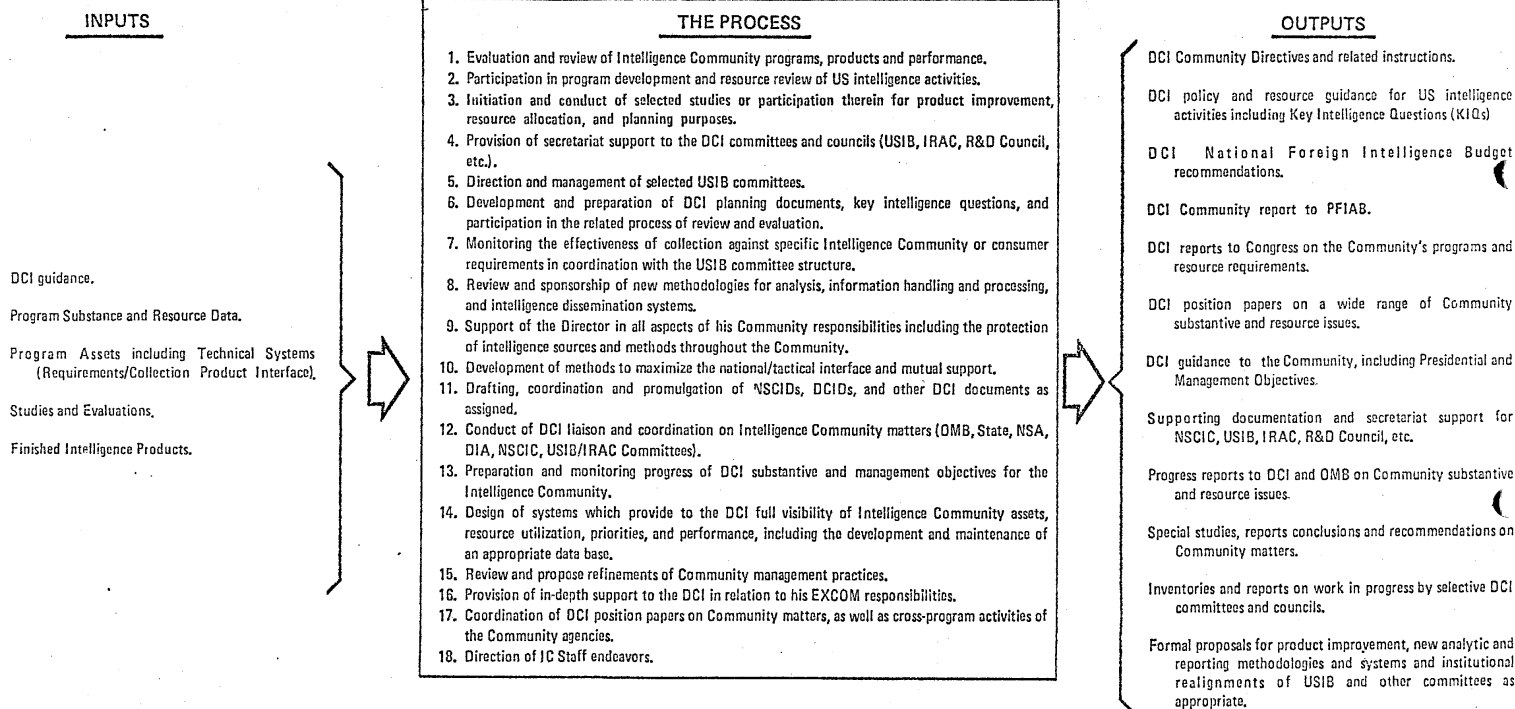 INPUTS
DCI guidance.
Program Substance and Resource Data.
Program Assets including Technical Systems
(Requirements/Collection Product Interface).
Studies and Evaluations.
Finished Intelligence Products.
THE PROCESS
1. Evaluation and review of Intelligence Community programs, products and performance.
2. Participation in program development and resource review of US intelligence activities.
3. Initiation and conduct of selected studies or participation therein for product improvement,
resource allocation, and planning purposes.
4. Provision of secretariat support to the DCI committees and councils (USIB, IRAC, R&D Council,
etc.).
5. Direction and management of selected USIB committees.
6. Development and preparation of DCI planning documents, key intelligence questions, and
participation in the related process of review and evaluation.
7. Monitoring the effectiveness of collection against specific Intelligence Community or consumer
requirements in coordination with the USIB committee structure.
8. Review and sponsorship of new methodologies for analysis, information handling and processing,
and intelligence dissemination systems.
9. Support of the Director in all aspects of his Community responsibilities including the protection
of intelligence sources and methods throughout the Community.
10. Development of methods to maximize the national/tactical interface and mutual support.
11. Drafting, coordination and promulgation of NSCIDs, DCIDs, and other DCI documents as
assigned.
12. Conduct of DCI liaison and coordination on Intelligence Community matters (OMB, State, NSA,
DIA, NSCIC, USIB/IRAC Committees).
13. Preparation and monitoring progress of DCI substantive and management objectives for the
Intelligence Community.
14. Design of systems which provide to the DCI full visibility of Intelligence Community assets,
resource utilization, priorities, and performance, including the development and maintenance of
an appropriate data base.
15. Review and propose refinements of Community management practices.
16. Provision of in-depth support to the DCI in relation to his EXCOM responsibilities.
17. Coordination of DCI position papers on Community matters, as well as cross-program activities of
the Community agencies.
18. Direction of IC Staff endeavors.
OUTPUTS
DCI Community Directives and related instructions.
DCI policy and resource guidance for US intelligence
activities including Key Intelligence Questions (KIQs)
DCI National Foreign Intelligence Budget
recommendations.
DCI Community report to PFIAB.
DCI reports to Congress on the Community's programs and
resource requirements.
DCI position papers on a wide range of Community
substantive and resource issues.
DCI guidance to the Community, including Presidential and
Management Objectives.
Supporting documentation and secretariat support for
NSCIC, USIB, IRAC, R&D Council, etc.
Progress reports to DCI and OMB on Community substantive
and resource issues.
Special studies, reports conclusions and recommendations on
Community matters.
Inventories and reports on work in progress by selective DCI
committees and councils.
Formal proposals for product improvement, new analytic and
reporting methodologies and systems and institutional
realignments of USIB and other committees as
appropriate.